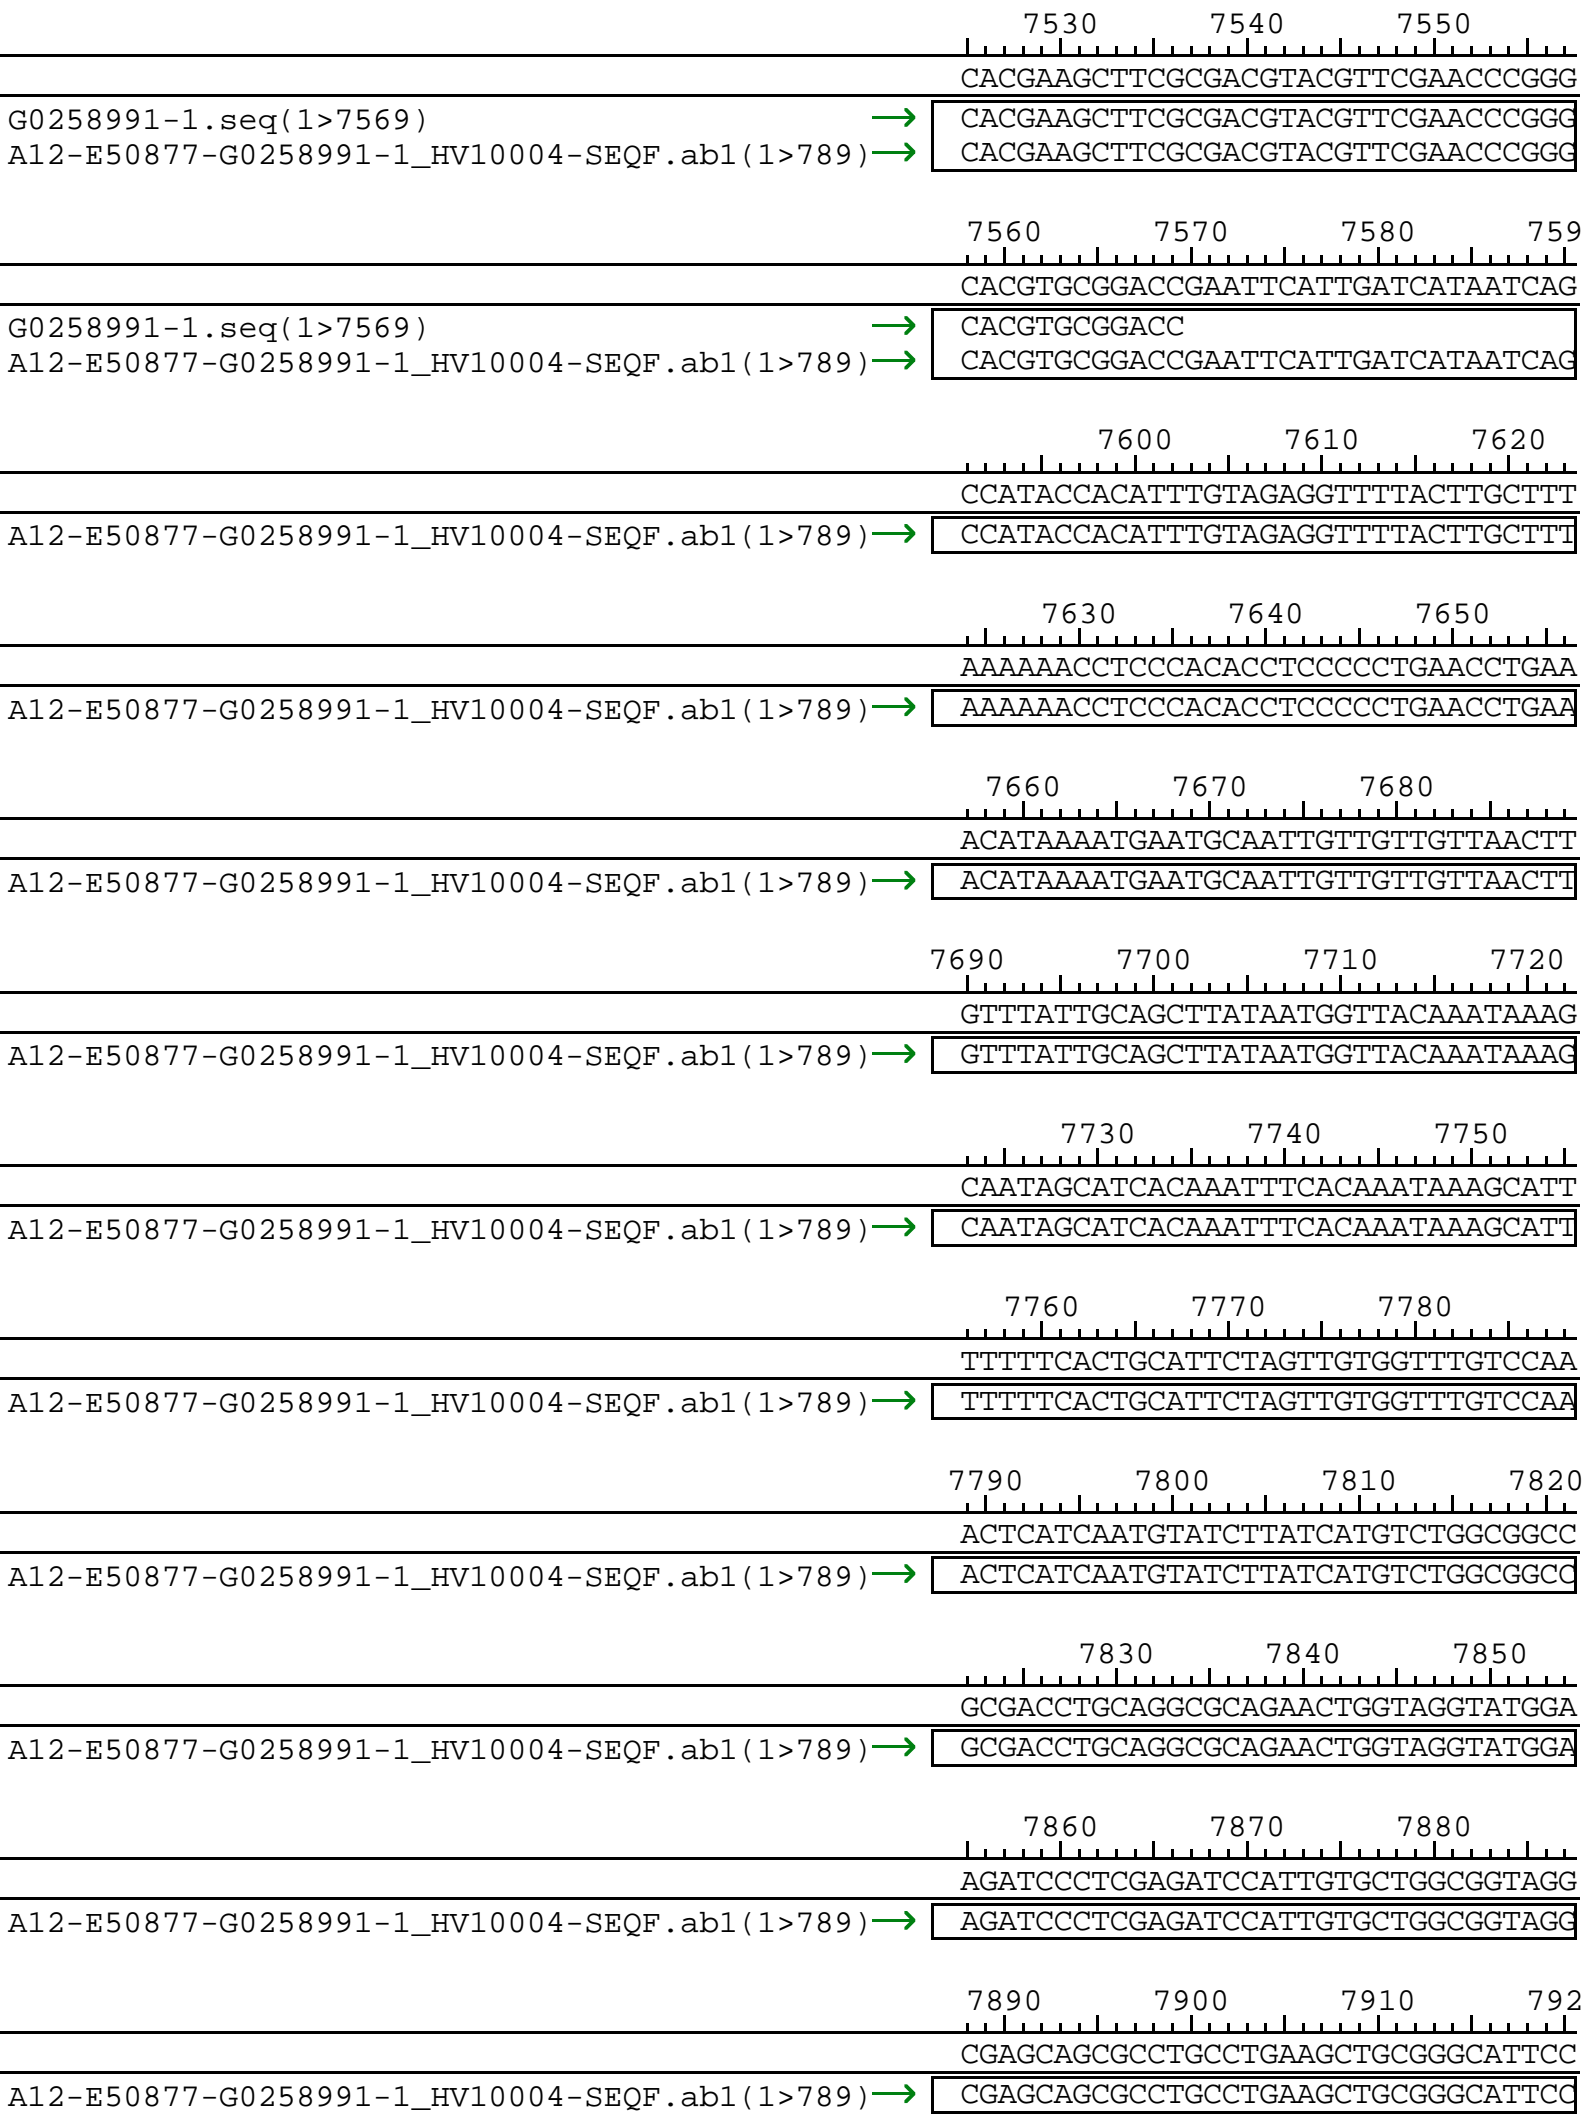 7530 7540 7550
CACGAAGCTTCGCGACGTACGTTCGAACCCGGG
G0258991-1.seq(1>7569) → CACGAAGCTTCGCGACGTACGTTCGAACCCGGG
A12-E50877-G0258991-1_HV10004-SEQF.ab1(1>789) → CACGAAGCTTCGCGACGTACGTTCGAACCCGGG
7560 7570 7580 759
CACGTGCGGACCGAATTCATTGATCATAATCAG
G0258991-1.seq(1>7569) → CACGTGCGGACC
A12-E50877-G0258991-1_HV10004-SEQF.ab1(1>789) → CACGTGCGGACCGAATTCATTGATCATAATCAG
7600 7610 7620
CCATACCACATTTGTAGAGGTTTTACTTGCTTT
A12-E50877-G0258991-1_HV10004-SEQF.ab1(1>789) → CCATACCACATTTGTAGAGGTTTTACTTGCTTT
7630 7640 7650
AAAAAACCTCCCACACCTCCCCCTGAACCTGAA
A12-E50877-G0258991-1_HV10004-SEQF.ab1(1>789) → AAAAAACCTCCCACACCTCCCCCTGAACCTGAA
7660 7670 7680
ACATAAAATGAATGCAATTGTTGTTGTTAACTT
A12-E50877-G0258991-1_HV10004-SEQF.ab1(1>789) → ACATAAAATGAATGCAATTGTTGTTGTTAACTT
7690 7700 7710 7720
GTTTATTGCAGCTTATAATGGTTACAAATAAAG
A12-E50877-G0258991-1_HV10004-SEQF.ab1(1>789) → GTTTATTGCAGCTTATAATGGTTACAAATAAAG
7730 7740 7750
CAATAGCATCACAAATTTCACAAATAAAGCATT
A12-E50877-G0258991-1_HV10004-SEQF.ab1(1>789) → CAATAGCATCACAAATTTCACAAATAAAGCATT
7760 7770 7780
TTTTTCACTGCATTCTAGTTGTGGTTTGTCCAA
A12-E50877-G0258991-1_HV10004-SEQF.ab1(1>789) → TTTTTCACTGCATTCTAGTTGTGGTTTGTCCAA
7790 7800 7810 7820
ACTCATCAATGTATCTTATCATGTCTGGCGGCC
A12-E50877-G0258991-1_HV10004-SEQF.ab1(1>789) → ACTCATCAATGTATCTTATCATGTCTGGCGGCC
7830 7840 7850
GCGACCTGCAGGCGCAGAACTGGTAGGTATGGA
A12-E50877-G0258991-1_HV10004-SEQF.ab1(1>789) → GCGACCTGCAGGCGCAGAACTGGTAGGTATGGA
7860 7870 7880
AGATCCCTCGAGATCCATTGTGCTGGCGGTAGG
A12-E50877-G0258991-1_HV10004-SEQF.ab1(1>789) → AGATCCCTCGAGATCCATTGTGCTGGCGGTAGG
7890 7900 7910 792
CGAGCAGCGCCTGCCTGAAGCTGCGGGCATTCC
A12-E50877-G0258991-1_HV10004-SEQF.ab1(1>789) → CGAGCAGCGCCTGCCTGAAGCTGCGGGCATTCC